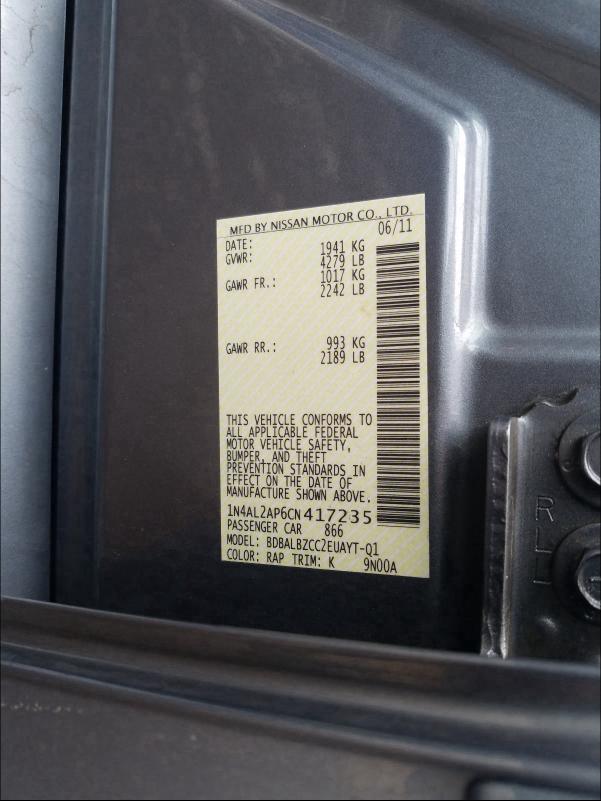 MFD BY NISSAN MOTOR CO., LTD.
DATE: 06/11
GVWR: 1941 KG
4279 LB
GAWR FR.: 1017 KG
2242 LB
GAWR RR.: 993 KG
2189 LB
THIS VEHICLE CONFORMS TO
ALL APPLICABLE FEDERAL
MOTOR VEHICLE SAFETY,
BUMPER, AND THEFT
PREVENTION STANDARDS IN
EFFECT ON THE DATE OF
MANUFACTURE SHOWN ABOVE.
1N4AL2AP6CN417235
PASSENGER CAR 866
MODEL: BDBALBZCC2EUAYT-Q1
COLOR: RAP TRIM: K 9N00A